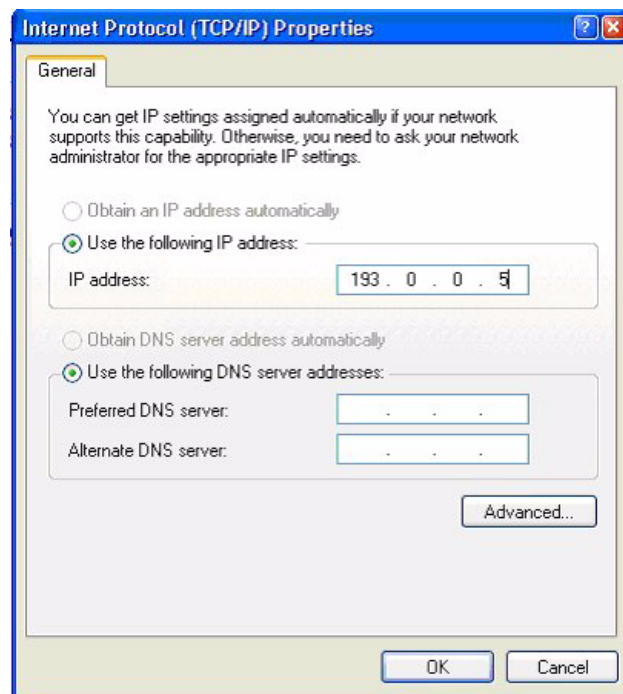 Internet Protocol (TCP/IP) Properties
General
You can get IP settings assigned automatically if your network
supports this capability. Otherwise, you need to ask your network
administrator for the appropriate IP settings.
Obtain an IP address automatically
Use the following IP address:
IP address: 193 . 0 . 0 . 5
Obtain DNS server address automatically
Use the following DNS server addresses:
Preferred DNS server: . . .
Alternate DNS server: . . .
Advanced...
OK Cancel